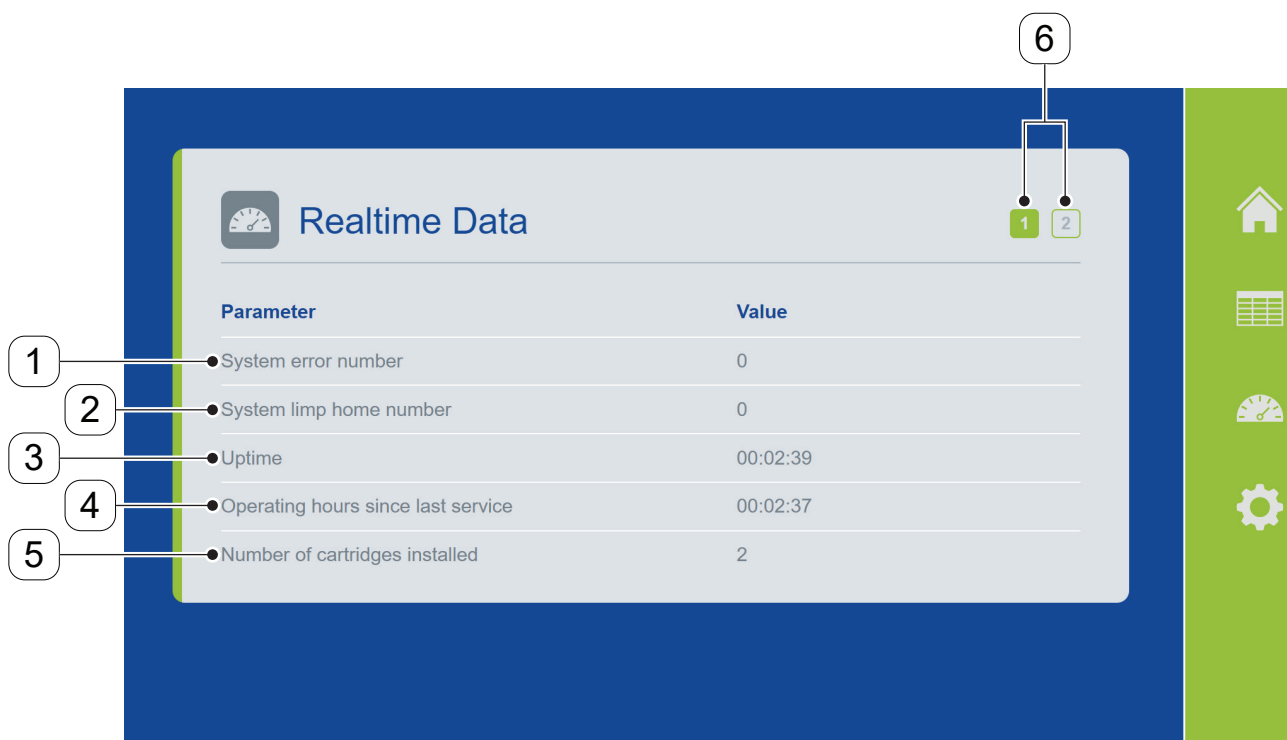 6
Realtime Data
1 2
Parameter Value
1 System error number 0
2 System limp home number 0
3 Uptime 00:02:39
4 Operating hours since last service 00:02:37
5 Number of cartridges installed 2